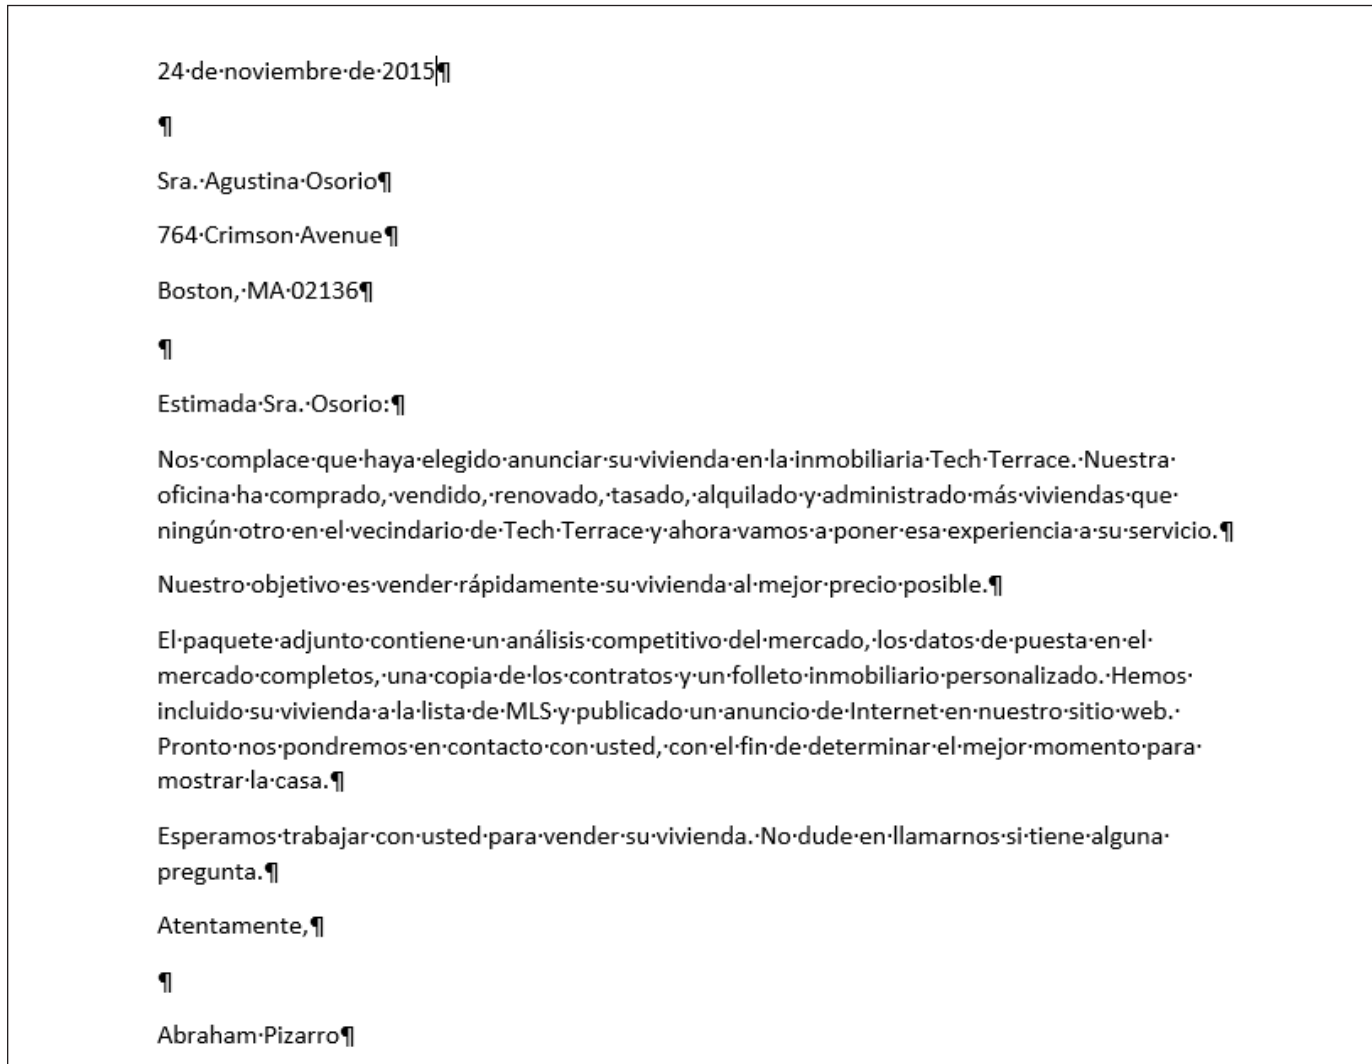 24·de·noviembre·de·2015¶
¶
Sra.·Agustina·Osorio¶
764·Crimson·Avenue¶
Boston,·MA·02136¶
¶
Estimada·Sra.·Osorio:¶
Nos·complace·que·haya·elegido·anunciar·su·vivienda·en·la·inmobiliaria·Tech·Terrace.·Nuestra·
oficina·ha·comprado,·vendido,·renovado,·tasado,·alquilado·y·administrado·más·viviendas·que·
ningún·otro·en·el·vecindario·de·Tech·Terrace·y·ahora·vamos·a·poner·esa·experiencia·a·su·servicio.¶
Nuestro·objetivo·es·vender·rápidamente·su·vivienda·al·mejor·precio·posible.¶
El·paquete·adjunto·contiene·un·análisis·competitivo·del·mercado,·los·datos·de·puesta·en·el·
mercado·completos,·una·copia·de·los·contratos·y·un·folleto·inmobiliario·personalizado.·Hemos·
incluido·su·vivienda·a·la·lista·de·MLS·y·publicado·un·anuncio·de·Internet·en·nuestro·sitio·web.·
Pronto·nos·pondremos·en·contacto·con·usted,·con·el·fin·de·determinar·el·mejor·momento·para·
mostrar·la·casa.¶
Esperamos·trabajar·con·usted·para·vender·su·vivienda.·No·dude·en·llamarnos·si·tiene·alguna·
pregunta.¶
Atentamente,¶
¶
Abraham·Pizarro¶